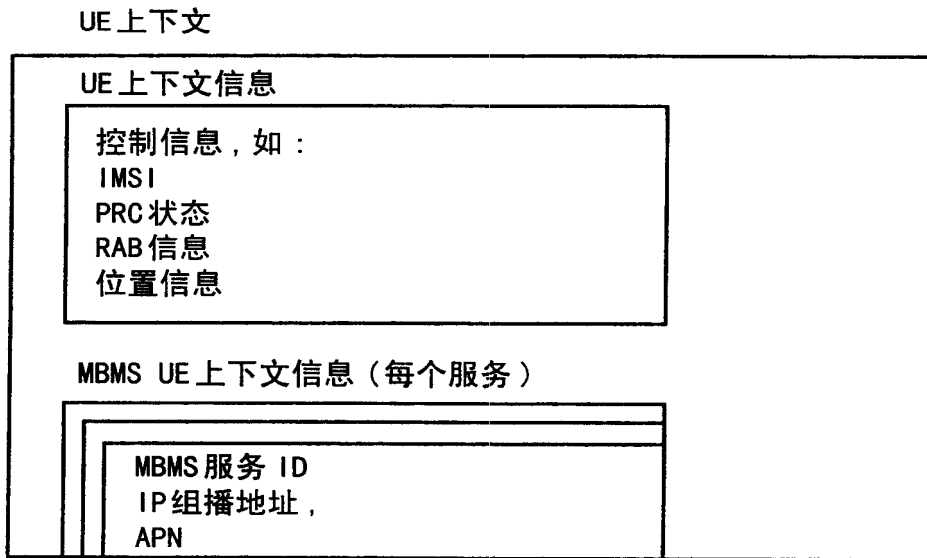 UE上下文
UE上下文信息
控制信息,如:
IMSI
PRC状态
RAB信息
位置信息
MBMS UE上下文信息(每个服务)
MBMS服务 ID
IP组播地址,
APN